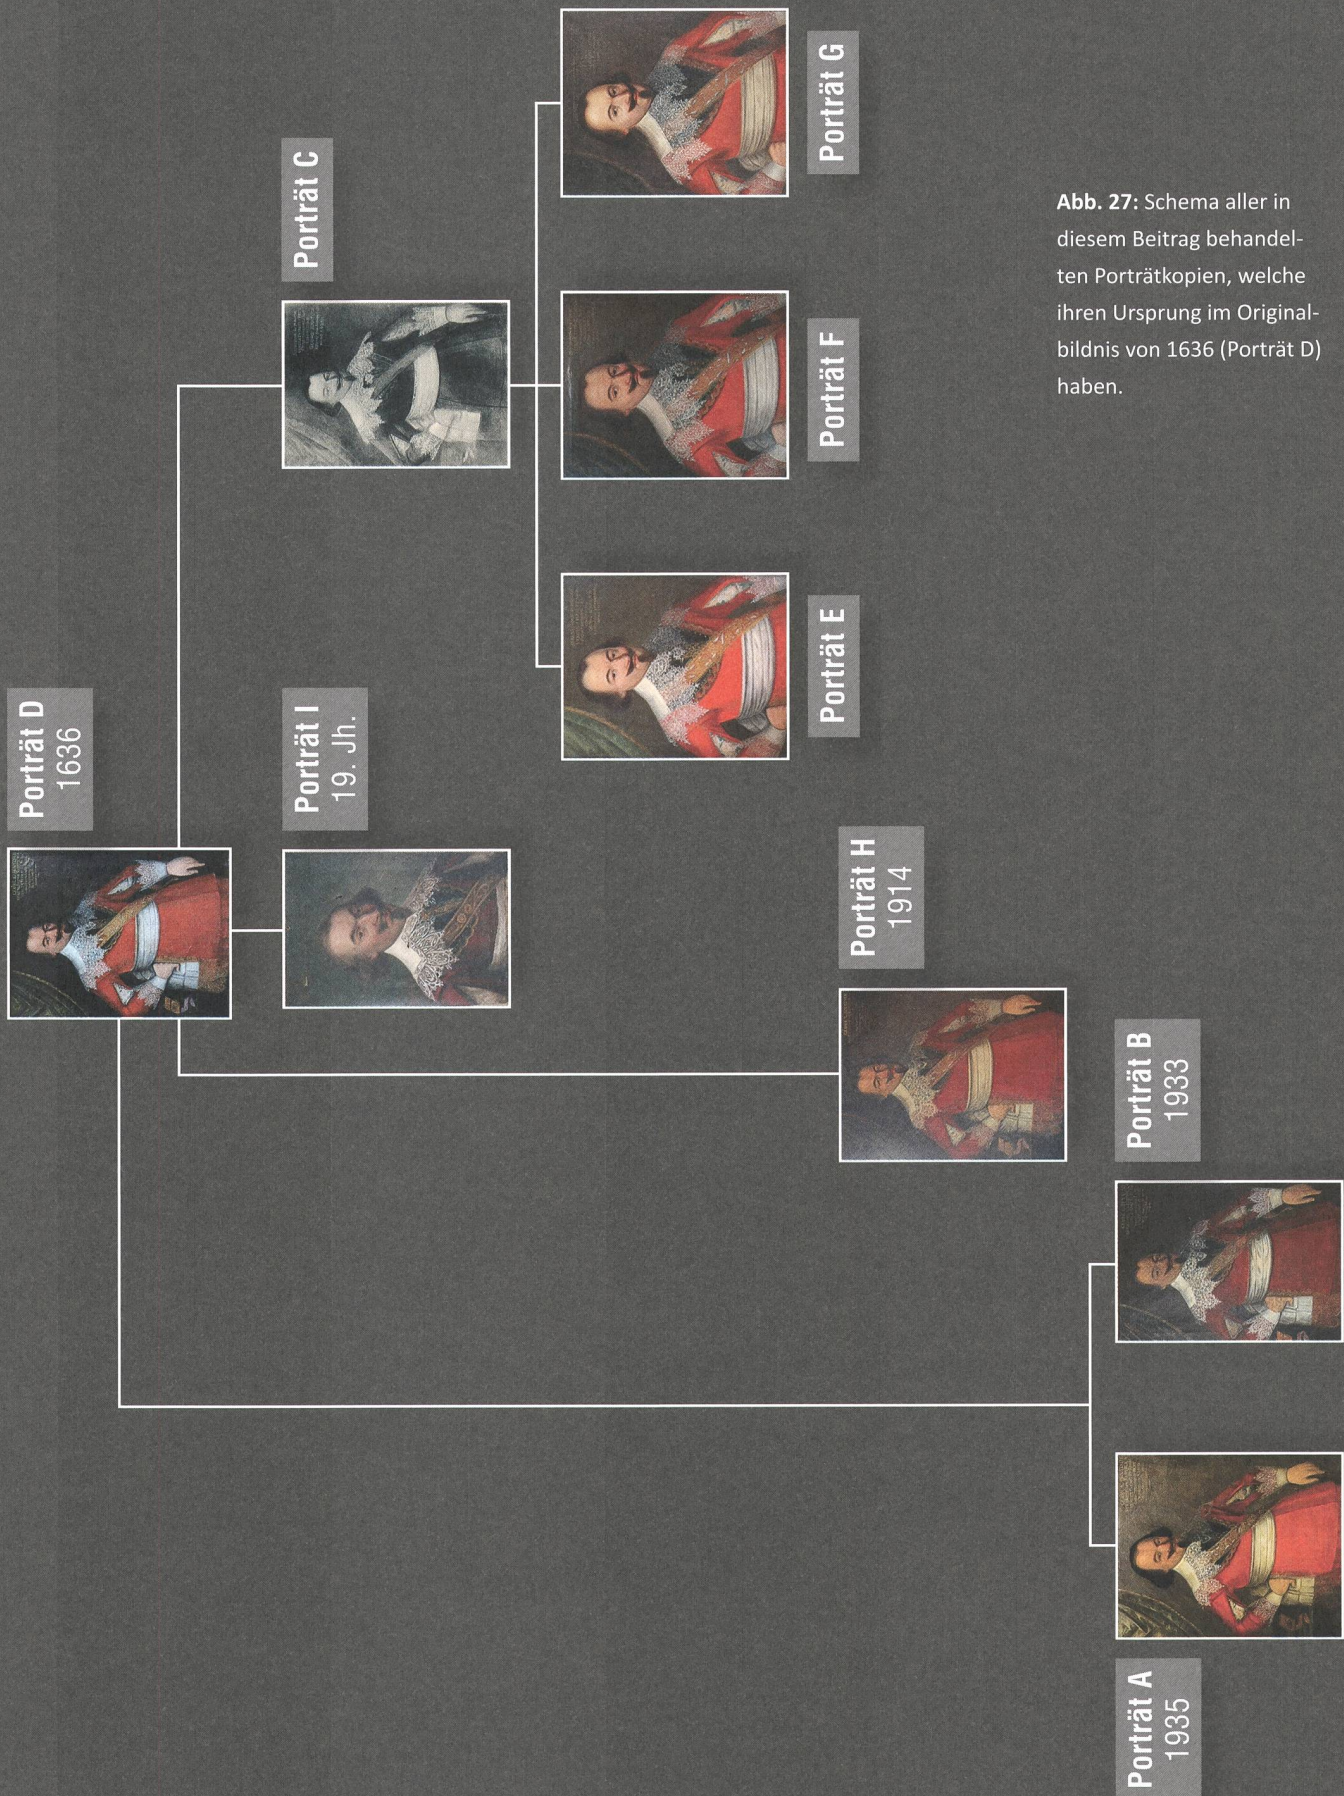 Porträt D
1636
Porträt C
Porträt I
19. Jh.
Porträt G
Porträt F
Porträt E
Porträt H
1914
Porträt B
1933
Porträt A
1935
Abb. 27: Schema aller in
diesem Beitrag behandel-
ten Porträtkopien, welche
ihren Ursprung im Original-
bildnis von 1636 (Porträt D)
haben.